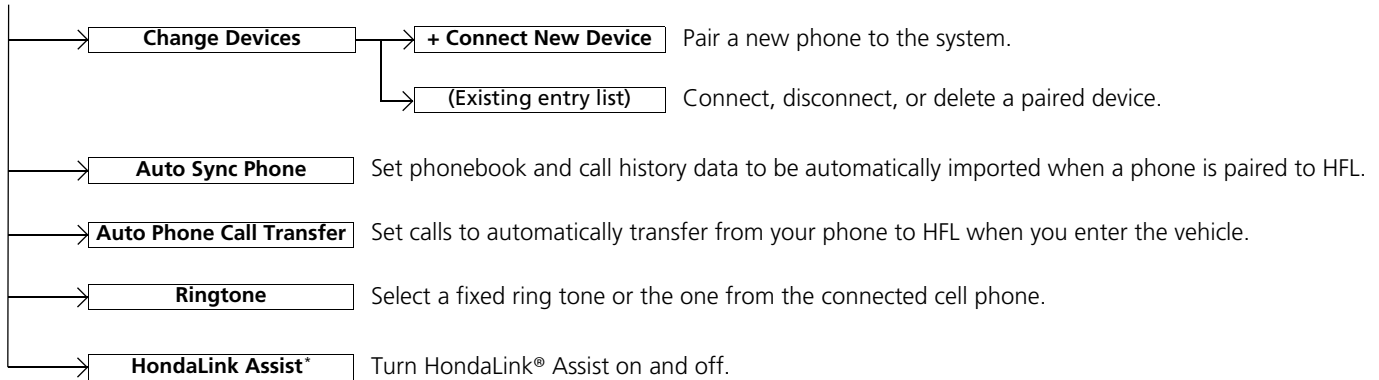 Change Devices + Connect New Device Pair a new phone to the system.
(Existing entry list) Connect, disconnect, or delete a paired device.
Auto Sync Phone Set phonebook and call history data to be automatically imported when a phone is paired to HFL.
Auto Phone Call Transfer Set calls to automatically transfer from your phone to HFL when you enter the vehicle.
Ringtone Select a fixed ring tone or the one from the connected cell phone.
HondaLink Assist* Turn HondaLink® Assist on and off.